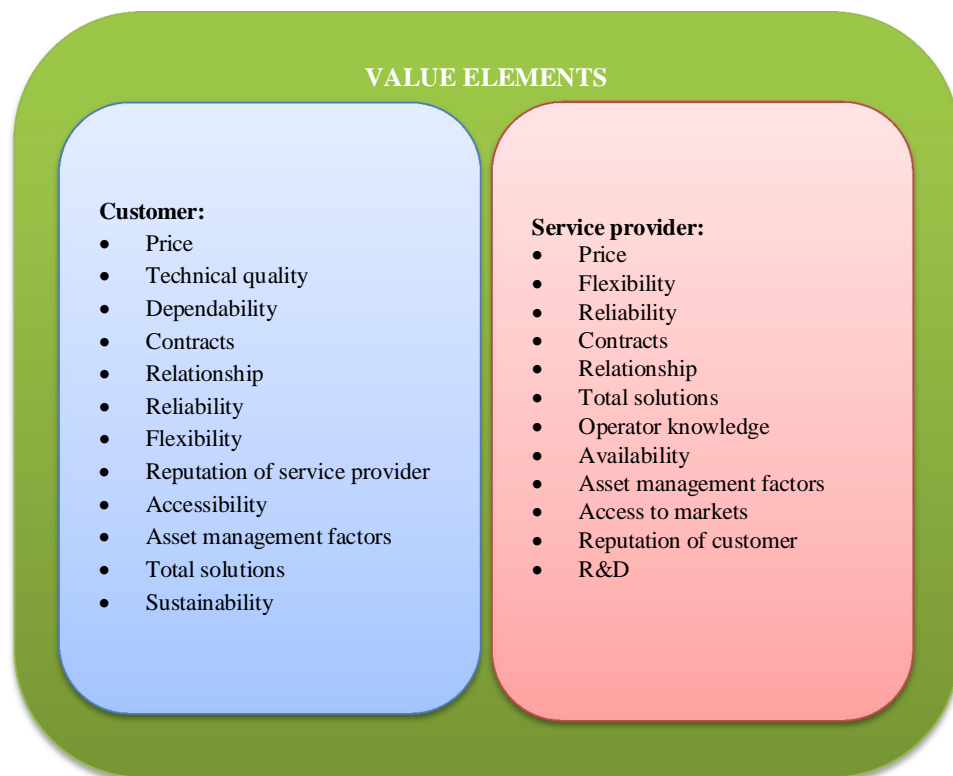 VALUE ELEMENTS
Customer:
• Price
• Technical quality
• Dependability
• Contracts
• Relationship
• Reliability
• Flexibility
• Reputation of service provider
• Accessibility
• Asset management factors
• Total solutions
• Sustainability
Service provider:
• Price
• Flexibility
• Reliability
• Contracts
• Relationship
• Total solutions
• Operator knowledge
• Availability
• Asset management factors
• Access to markets
• Reputation of customer
• R&D